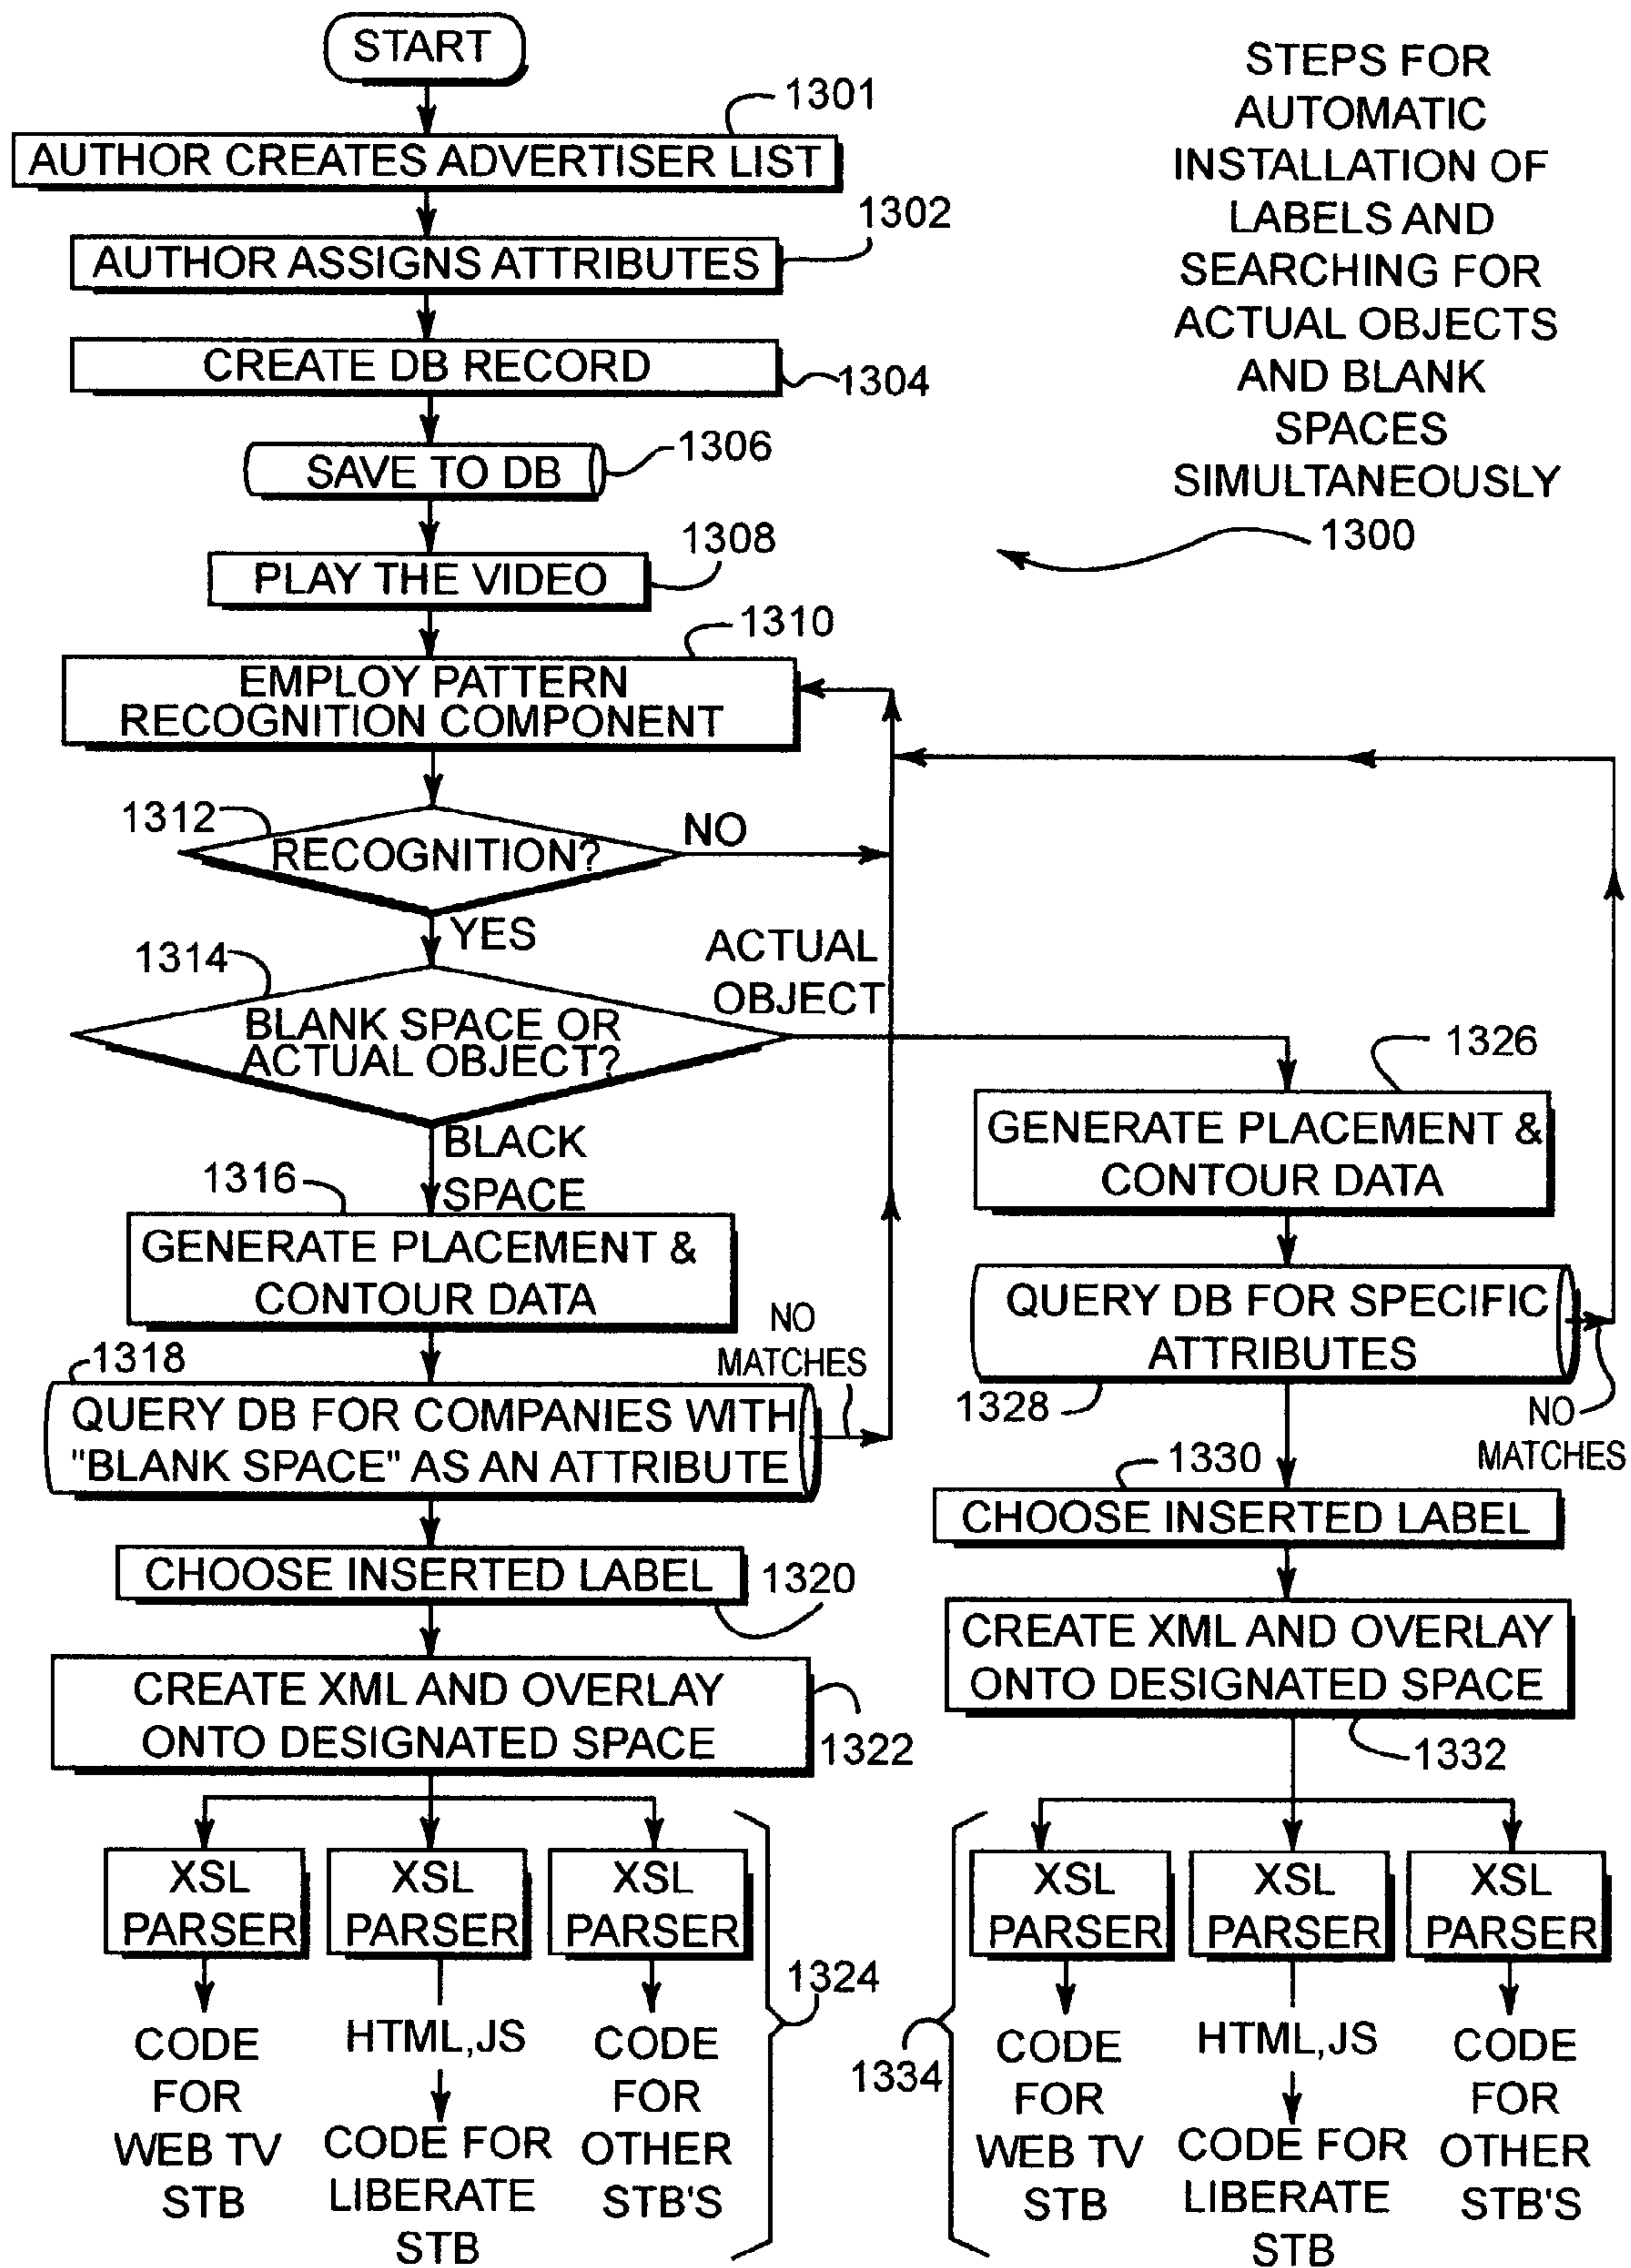 START
1301
AUTHOR CREATES ADVERTISER LIST
1302
AUTHOR ASSIGNS ATTRIBUTES
CREATE DB RECORD
1304
SAVE TO DB
1306
1308
PLAY THE VIDEO
STEPS FOR
AUTOMATIC
INSTALLATION OF
LABELS AND
SEARCHING FOR
ACTUAL OBJECTS
AND BLANK
SPACES
SIMULTANEOUSLY
1300
1310
EMPLOY PATTERN
RECOGNITION COMPONENT
1312
RECOGNITION?
NO
YES
1314
BLANK SPACE OR
ACTUAL OBJECT?
ACTUAL
OBJECT
BLACK
SPACE
1316
GENERATE PLACEMENT &
CONTOUR DATA
1318
QUERY DB FOR COMPANIES WITH
"BLANK SPACE" AS AN ATTRIBUTE
NO
MATCHES
CHOOSE INSERTED LABEL
1320
CREATE XML AND OVERLAY
ONTO DESIGNATED SPACE
1322
XSL
PARSER
XSL
PARSER
XSL
PARSER
1324
CODE
FOR
WEB TV
STB
HTML,JS
CODE FOR
LIBERATE
STB
CODE
FOR
OTHER
STB'S
1326
GENERATE PLACEMENT &
CONTOUR DATA
QUERY DB FOR SPECIFIC
ATTRIBUTES
1328
NO
MATCHES
1330
CHOOSE INSERTED LABEL
CREATE XML AND OVERLAY
ONTO DESIGNATED SPACE
1332
XSL
PARSER
XSL
PARSER
XSL
PARSER
1334
CODE
FOR
WEB TV
STB
HTML,JS
CODE FOR
LIBERATE
STB
CODE
FOR
OTHER
STB'S